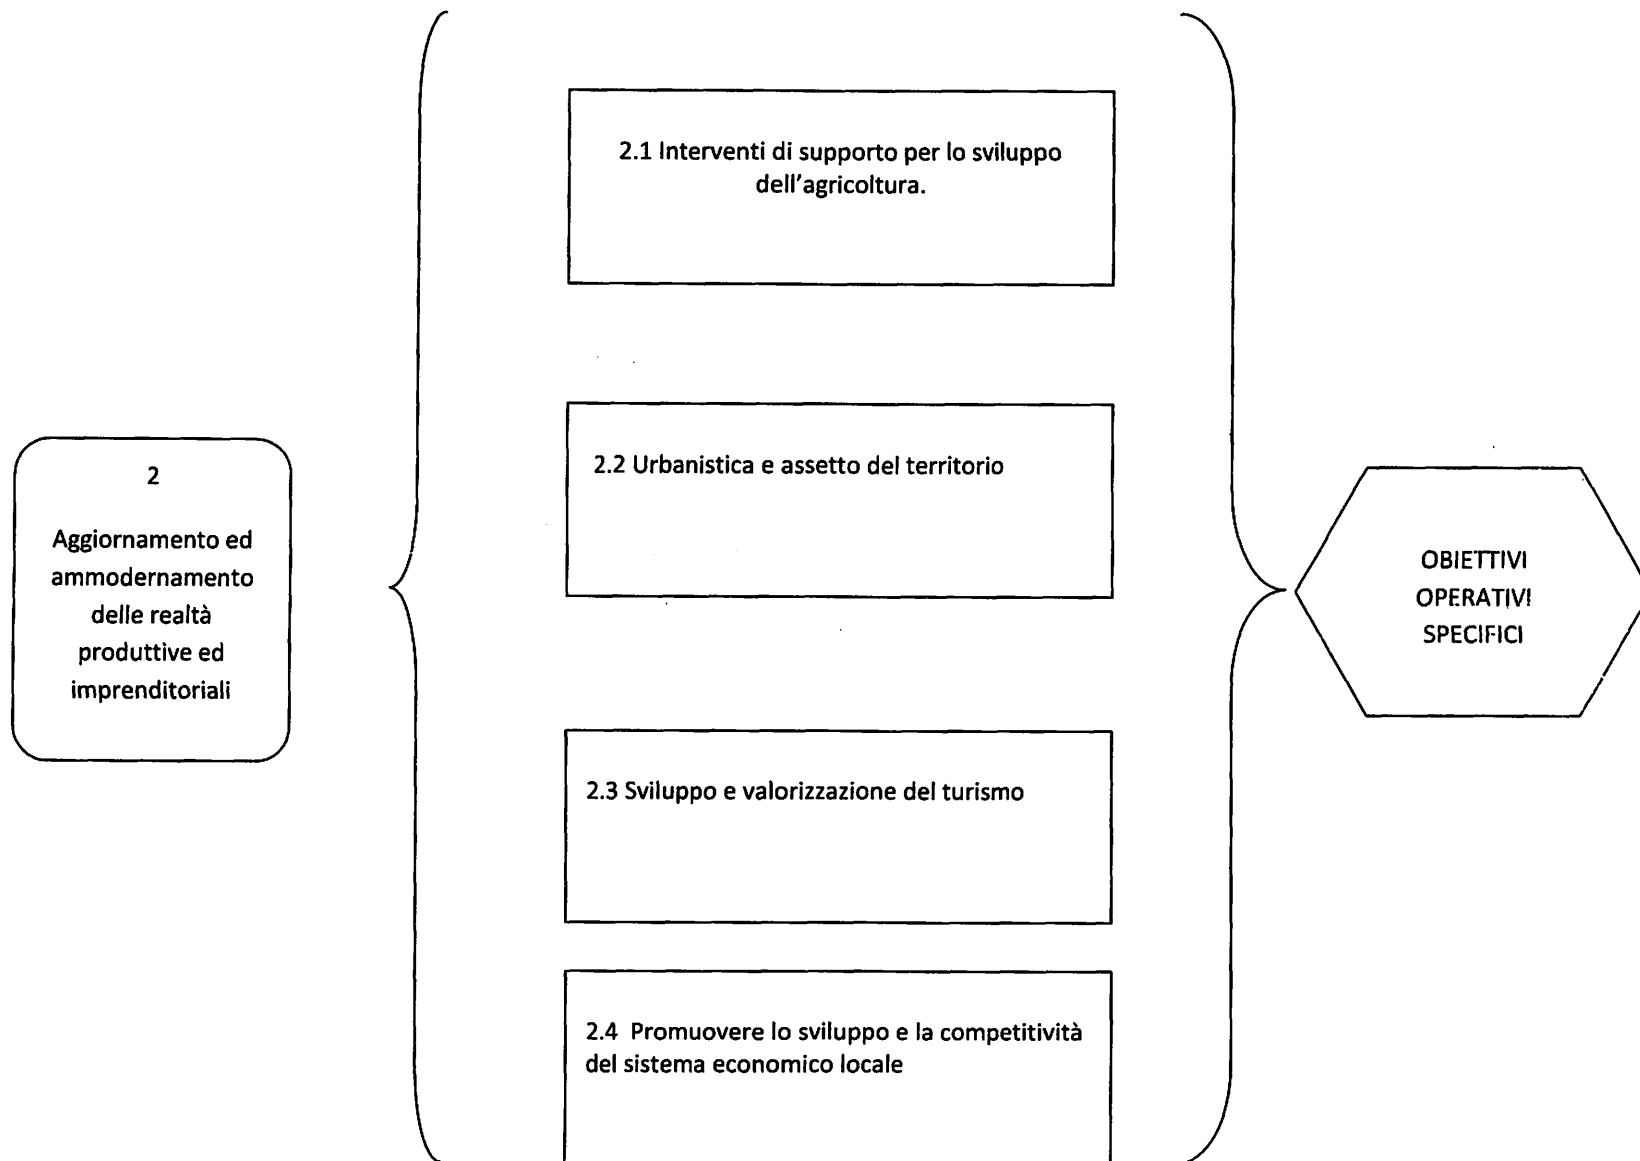 2
Aggiornamento ed
ammodernamento
delle realtà
produttive ed
imprenditoriali
2.1 Interventi di supporto per lo sviluppo
dell'agricoltura.
2.2 Urbanistica e assetto del territorio
2.3 Sviluppo e valorizzazione del turismo
2.4 Promuovere lo sviluppo e la competitività
del sistema economico locale
OBIETTIVI
OPERATIVI
SPECIFICI